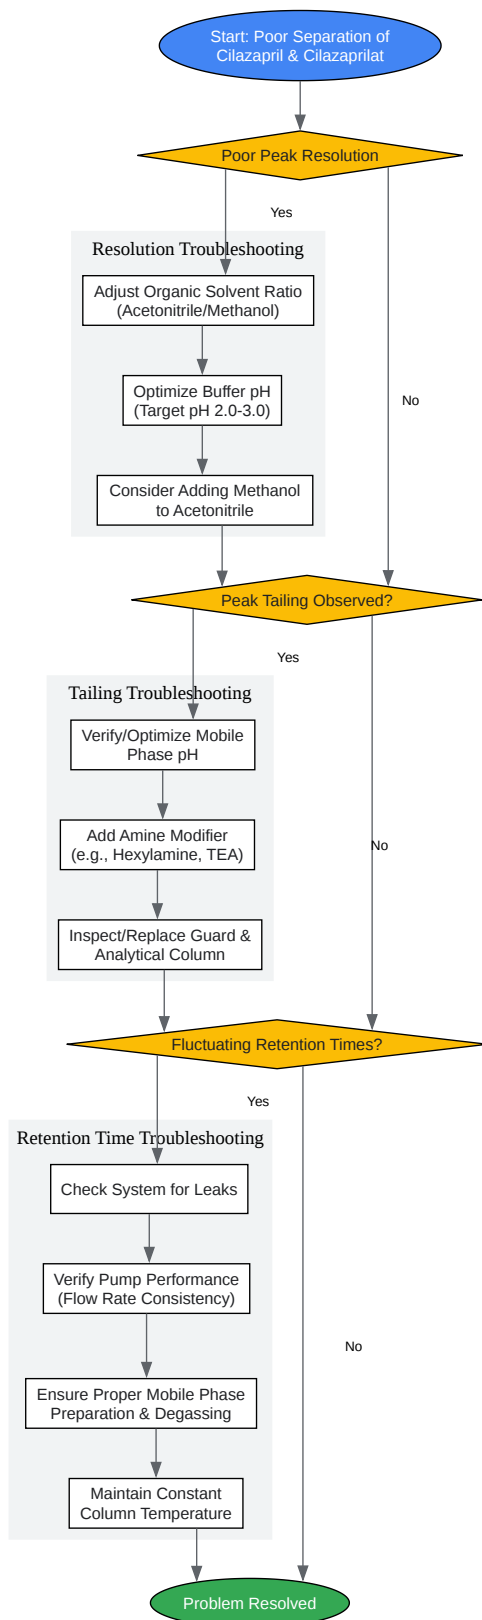 Start: Poor Separation of
Cilazapril & Cilazaprilat
Poor Peak Resolution
Yes
Resolution Troubleshooting
Adjust Organic Solvent Ratio
(Acetonitrile/Methanol)
Optimize Buffer pH
(Target pH 2.0-3.0)
No
Consider Adding Methanol
to Acetonitrile
Peak Tailing Observed?
Yes
Tailing Troubleshooting
Verify/Optimize Mobile
Phase pH
Add Amine Modifier
(e.g., Hexylamine, TEA)
No
Inspect/Replace Guard &
Analytical Column
Fluctuating Retention Times?
Yes
Retention Time Troubleshooting
Check System for Leaks
Verify Pump Performance
(Flow Rate Consistency)
No
Ensure Proper Mobile Phase
Preparation & Degassing
Maintain Constant
Column Temperature
Problem Resolved